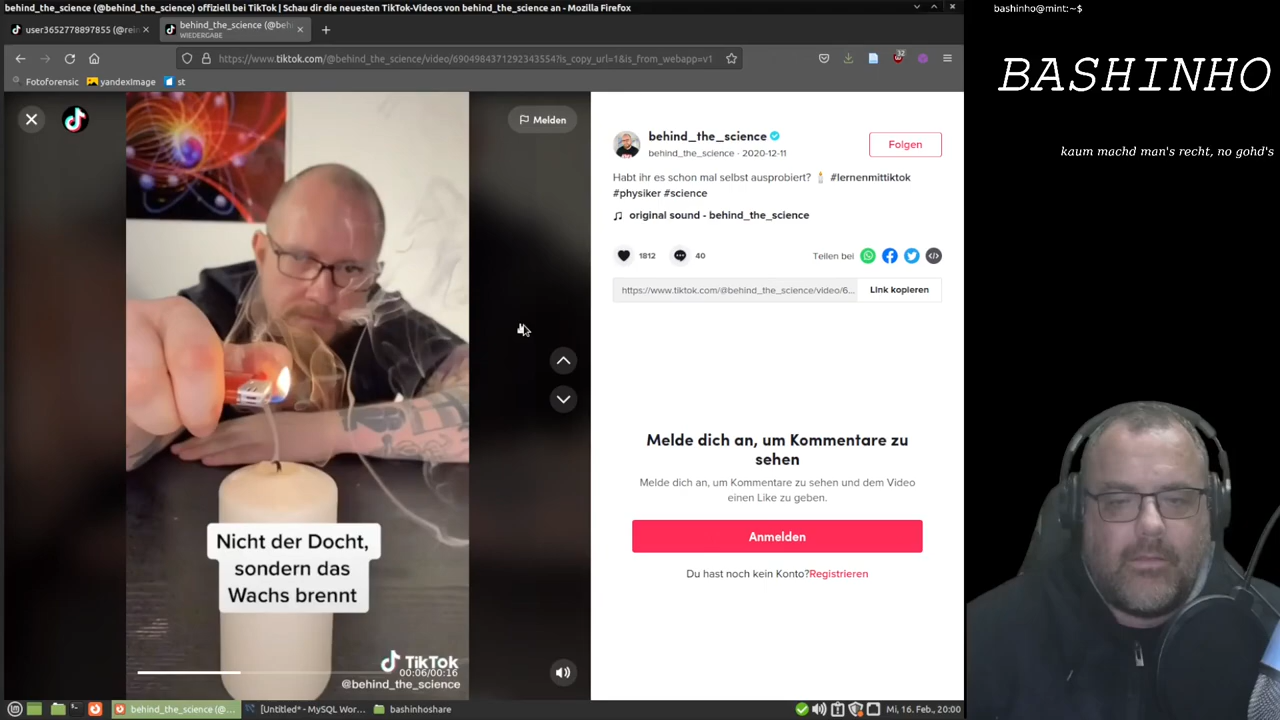 behind_the_science (@behind_the_science) offiziell bei TikTok | Schau dir die neuesten TikTok-Videos von behind_the_science an - Mozilla Firefox
user3652778897855 (@rein
behind_the_science (@behi
WIEDERGABE
https://www.tiktok.com/@behind_the_science/video/6904984371292343554?is_copy_url=1&is_from_webapp=v1
32
Fotoforensic
yandexImage
st
Melden
Nicht der Docht,
sondern das
Wachs brennt
TikTok
00:06/00:16
@behind_the_science
behind_the_science
behind_the_science · 2020-12-11
Folgen
Habt ihr es schon mal selbst ausprobiert? 🕯️ #lernenmittiktok
#physiker #science
original sound - behind_the_science
1812
40
Teilen bei
https://www.tiktok.com/@behind_the_science/video/6...
Link kopieren
Melde dich an, um Kommentare zu
sehen
Melde dich an, um Kommentare zu sehen und dem Video
einen Like zu geben.
Anmelden
Du hast noch kein Konto?Registrieren
bashinho@mint:~$
BASHINHO
kaum machd man's recht, no gohd's
behind_the_science (@...
[Untitled*] - MySQL Wor...
bashinhoshare
Mi, 16. Feb., 20:00